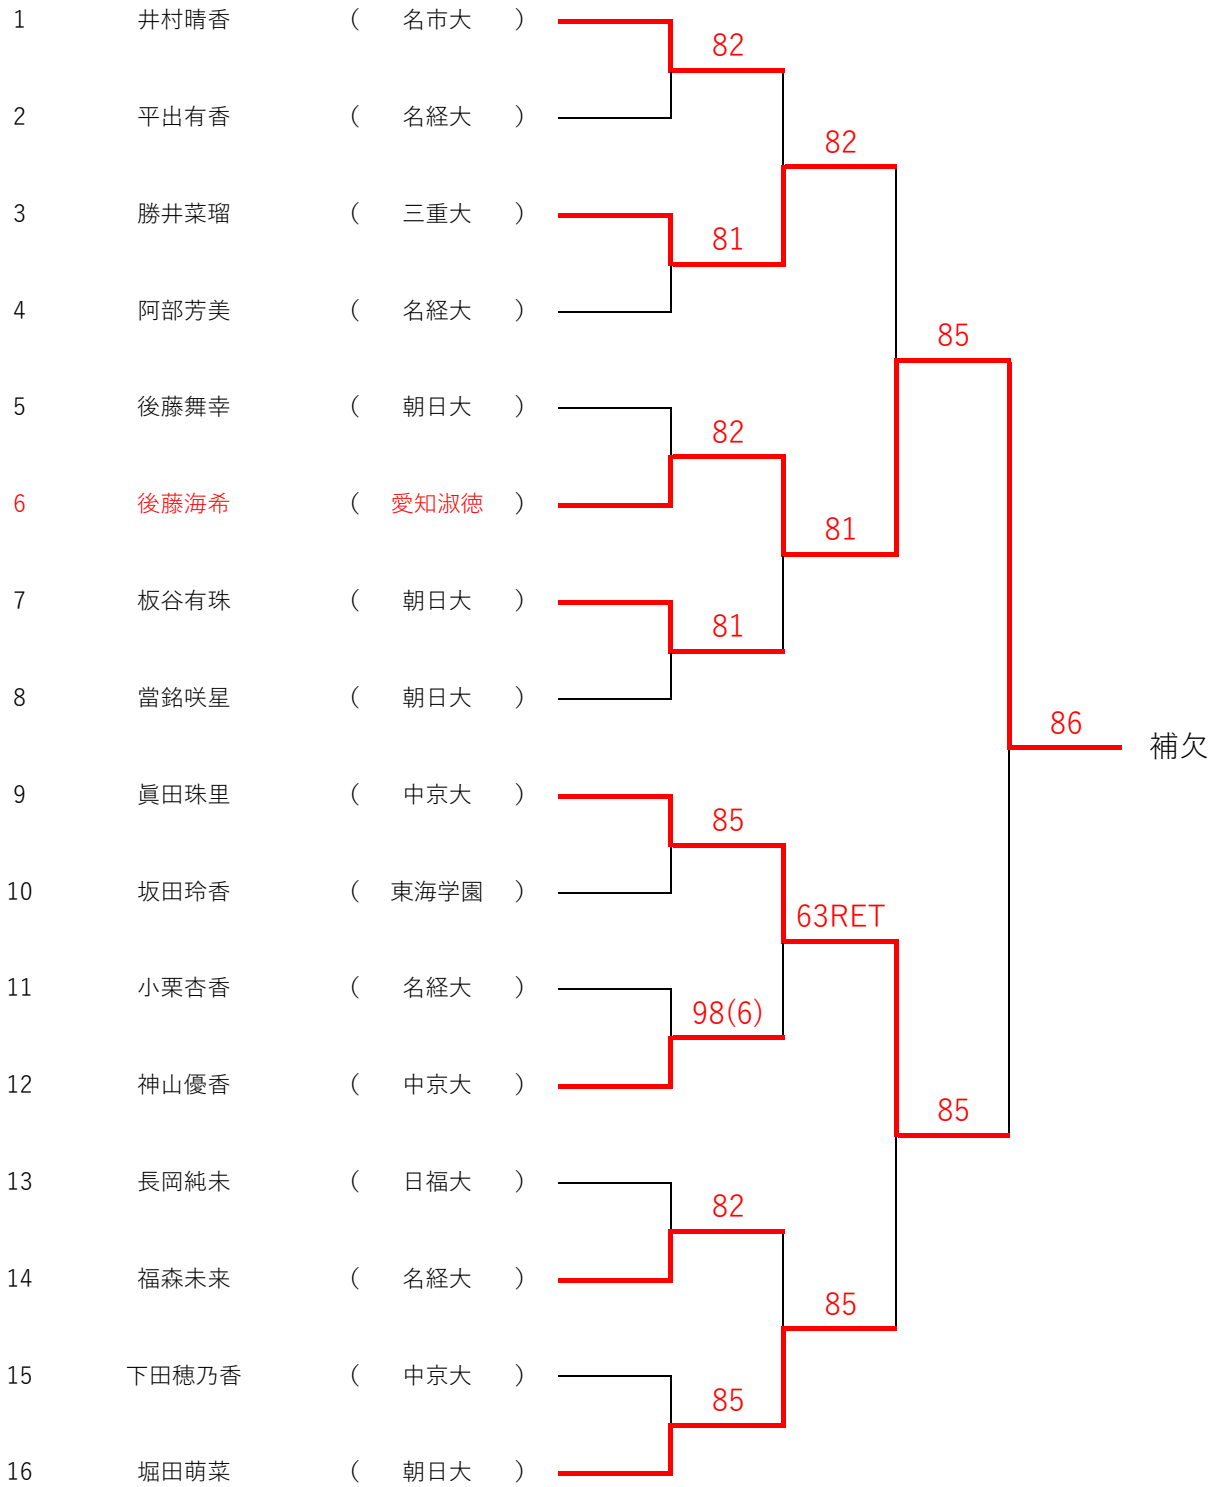 1 井村晴香 ( 名市大 )
82
2 平出有香 ( 名経大 )
82
3 勝井菜瑠 ( 三重大 )
81
4 阿部芳美 ( 名経大 )
85
5 後藤舞幸 ( 朝日大 )
82
6 後藤海希 ( 愛知淑徳 )
81
7 板谷有珠 ( 朝日大 )
81
8 當銘咲星 ( 朝日大 )
86
補欠
9 眞田珠里 ( 中京大 )
85
10 坂田玲香 ( 東海学園 )
63RET
11 小栗杏香 ( 名経大 )
98(6)
12 神山優香 ( 中京大 )
85
13 長岡純未 ( 日福大 )
82
14 福森未来 ( 名経大 )
85
15 下田穂乃香 ( 中京大 )
85
16 堀田萌菜 ( 朝日大 )